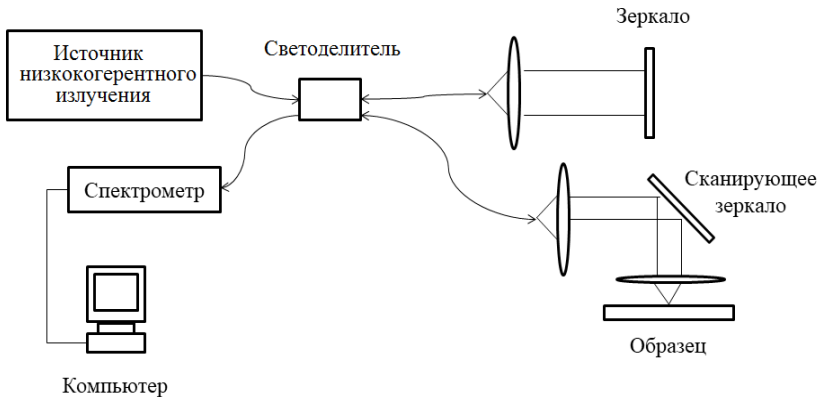 Зеркало
Источник
низкокогерентного
излучения
Светоделитель
Спектрометр
Сканирующее
зеркало
Образец
Компьютер